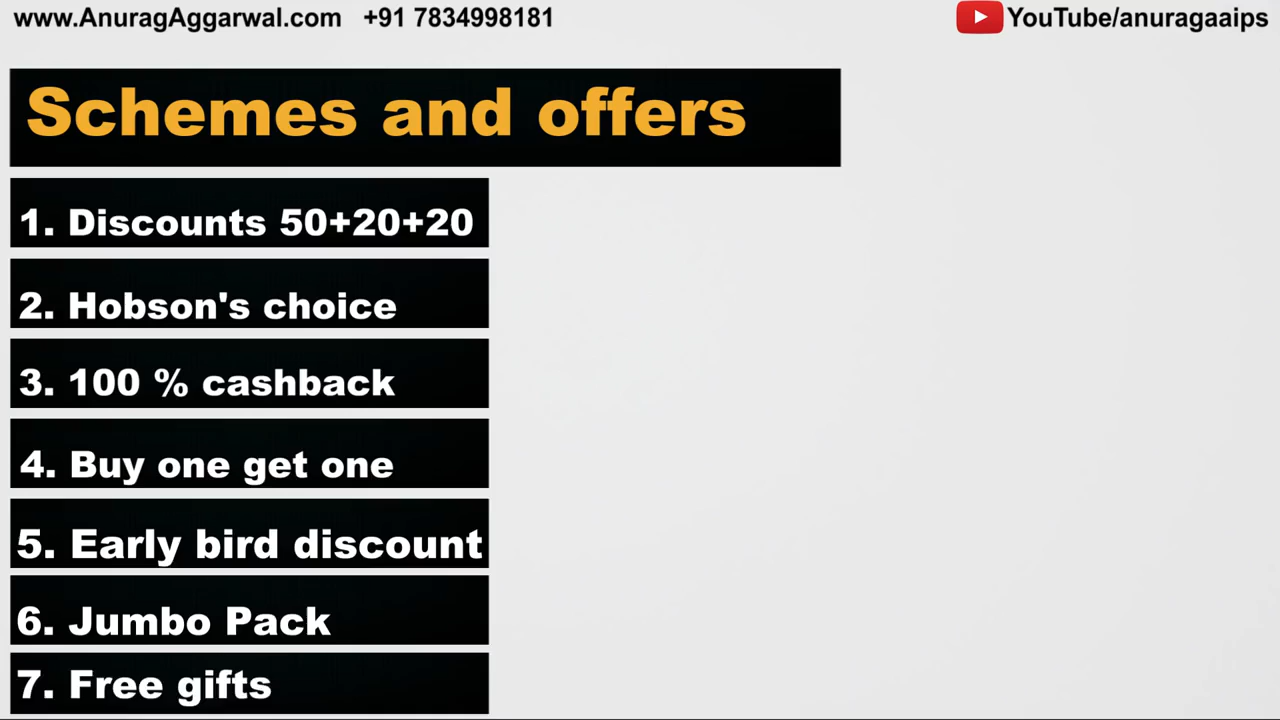 www.AnuragAggarwal.com +91 7834998181
YouTube/anuragaaips
Schemes and offers
1. Discounts 50+20+20
2. Hobson's choice
3. 100 % cashback
4. Buy one get one
5. Early bird discount
6. Jumbo Pack
7. Free gifts